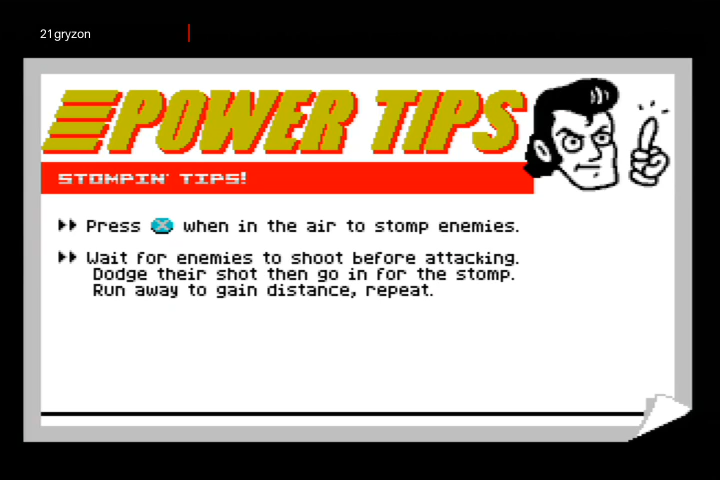 21gryzon
POWER TIPS
STOMPIN' TIPS!
Press X when in the air to stomp enemies.
Wait for enemies to shoot before attacking.
Dodge their shot then go in for the stomp.
Run away to gain distance, repeat.